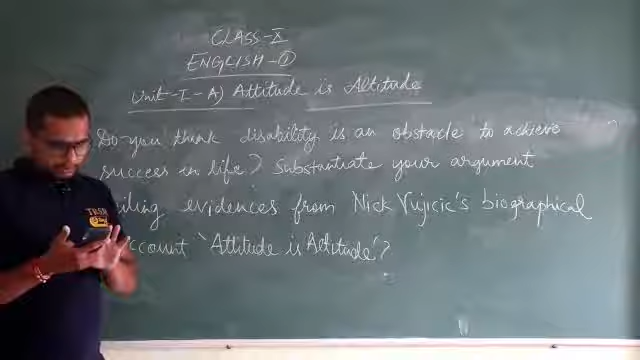 CLASS-X
ENGLISH-①
Unit-I-A) Attitude is Altitude
Do you think disability is an obstacle to achieve
success in life? Substantiate your argument
evidences from Nick Vujicic's biographical
account 'Attitude is Altitude'?